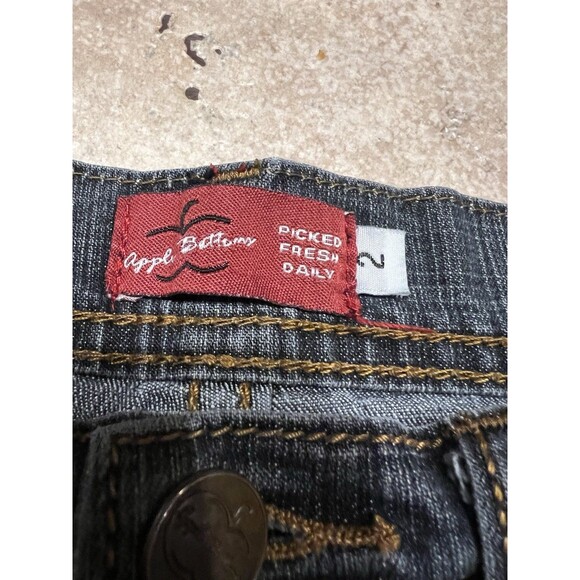 Apple Bottoms
PICKED
FRESH
DAILY
2